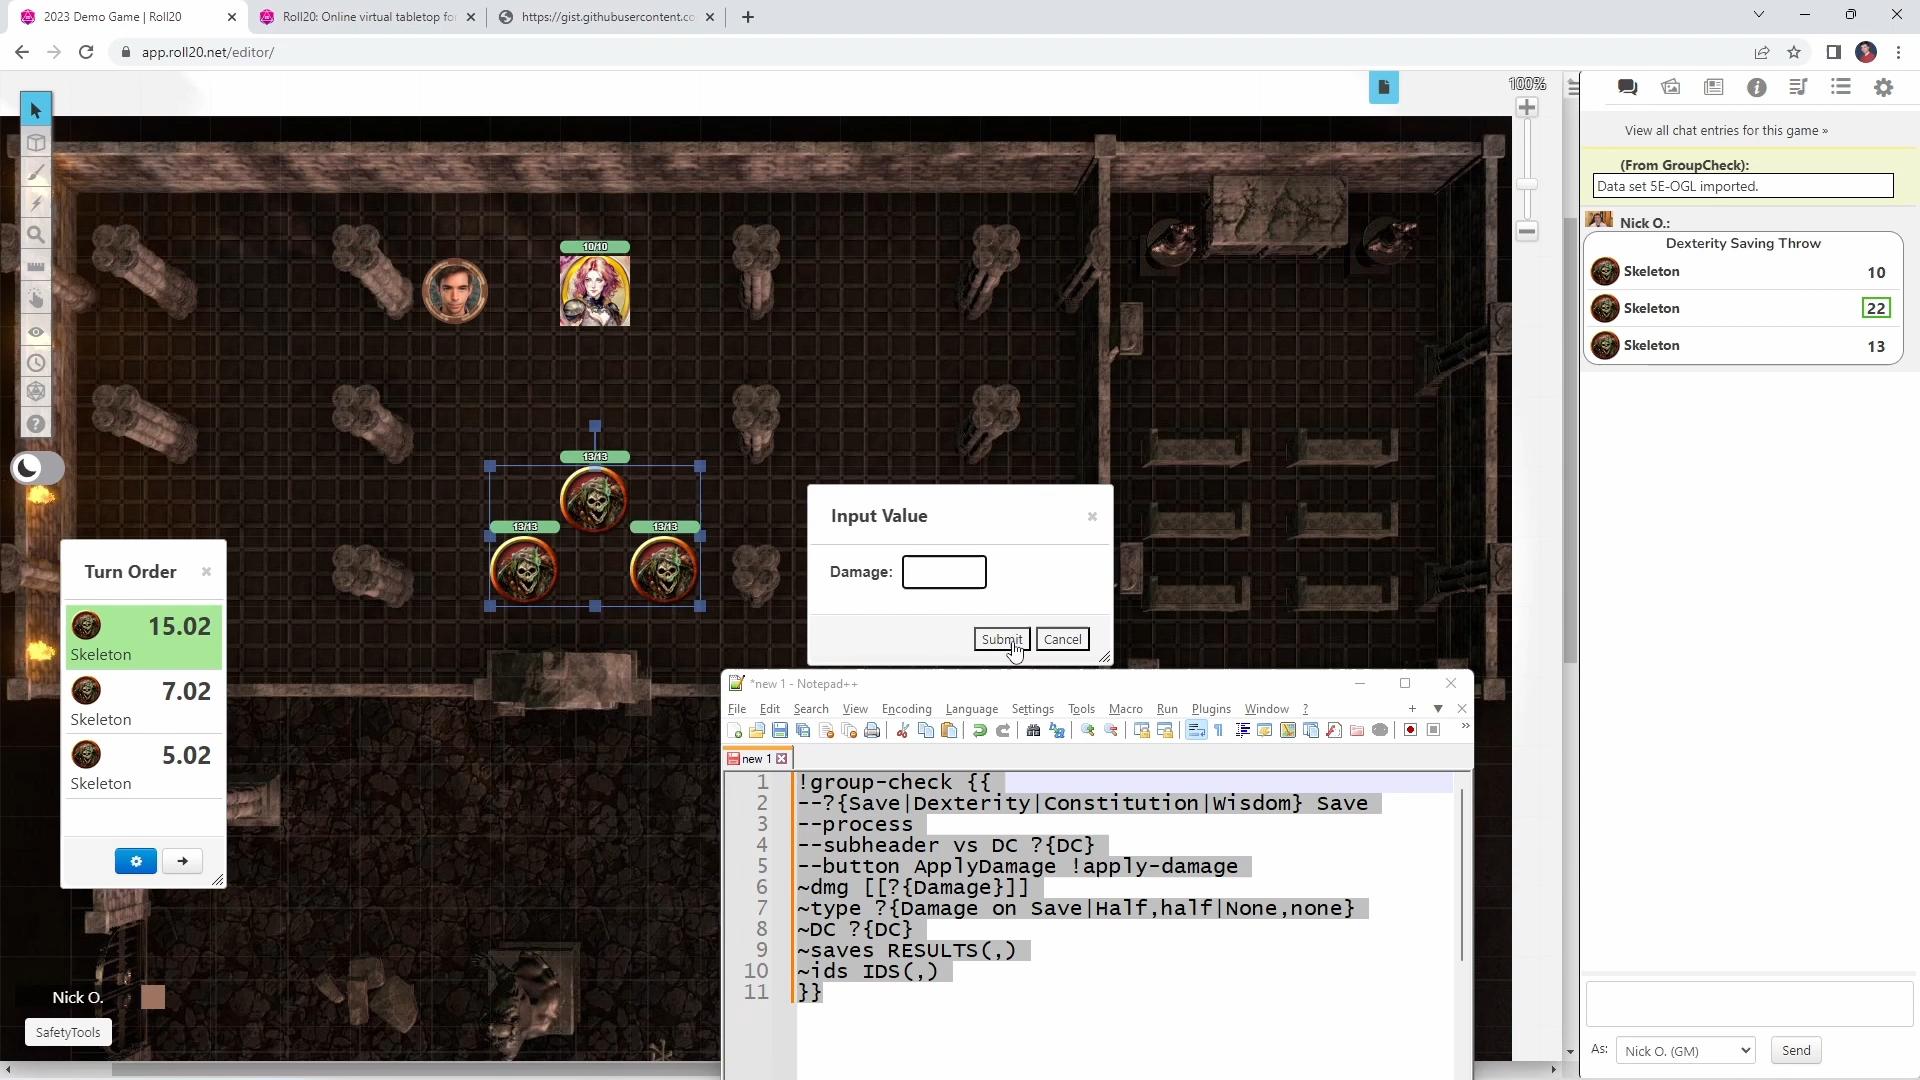 2023 Demo Game | Roll20
Roll20: Online virtual tabletop fo
https://gist.githubusercontent.co
app.roll20.net/editor/
100%
View all chat entries for this game »
(From GroupCheck):
Data set 5E-OGL imported.
Nick O.:
Dexterity Saving Throw
Skeleton 10
Skeleton 22
Skeleton 13
10/10
13/13
13/13
13/13
Input Value
Damage:
Submit
Cancel
Turn Order
15.02
Skeleton
7.02
Skeleton
5.02
Skeleton
*new 1 - Notepad++
File Edit Search View Encoding Language Settings Tools Macro Run Plugins Window ?
new 1
1 !group-check {{
2 --?{Save|Dexterity|Constitution|Wisdom} Save
3 --process
4 --subheader vs DC ?{DC}
5 --button ApplyDamage !apply-damage
6 ~dmg [[?{Damage}]]
7 ~type ?{Damage on Save|Half,half|None,none}
8 ~DC ?{DC}
9 ~saves RESULTS(,)
10 ~ids IDS(,)
11 }}
Nick O.
SafetyTools
As:
Nick O. (GM)
Send